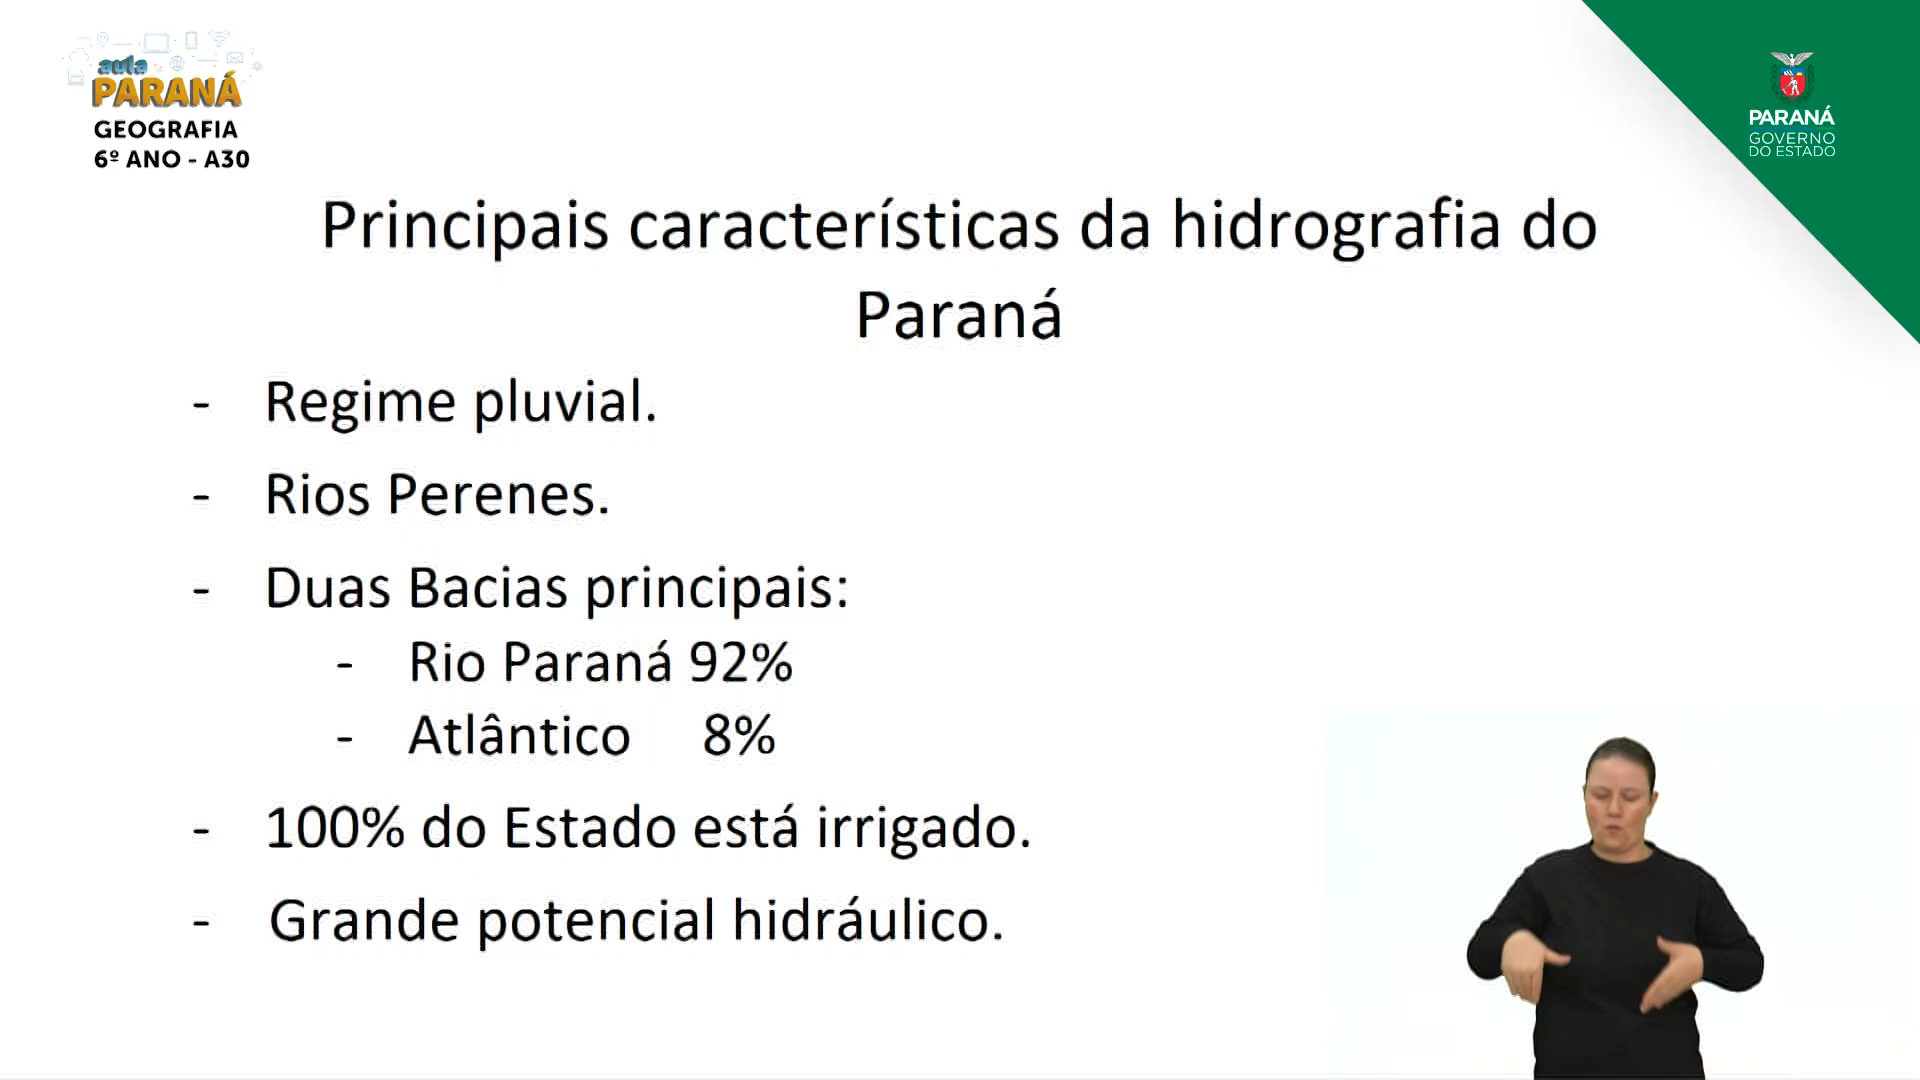 aula
PARANÁ
GEOGRAFIA
6º ANO - A30
PARANÁ
GOVERNO
DO ESTADO
Principais características da hidrografia do
Paraná
- Regime pluvial.
- Rios Perenes.
- Duas Bacias principais:
- Rio Paraná 92%
- Atlântico 8%
- 100% do Estado está irrigado.
- Grande potencial hidráulico.